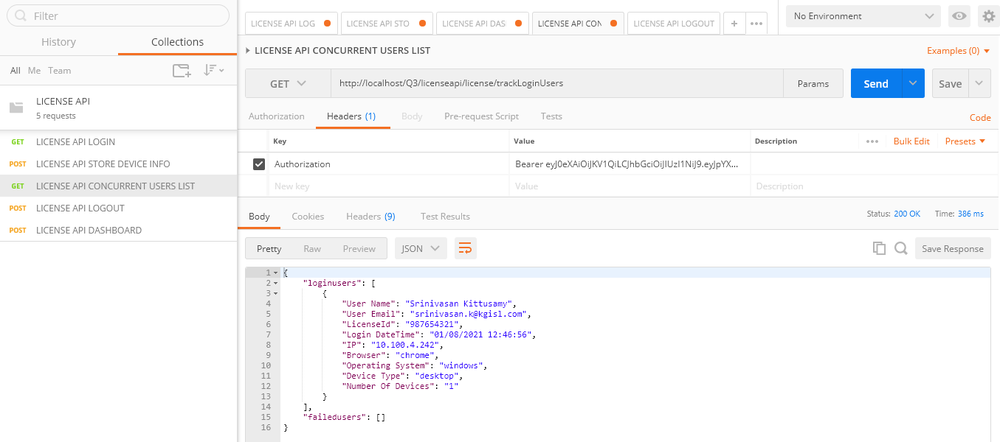 Filter
History
Collections
All Me Team
LICENSE API
5 requests
GET LICENSE API LOGIN
POST LICENSE API STORE DEVICE INFO
GET LICENSE API CONCURRENT USERS LIST
POST LICENSE API LOGOUT
POST LICENSE API DASHBOARD
LICENSE API LOG
LICENSE API STO
LICENSE API DAS
LICENSE API CON
LICENSE API LOGOUT
+
No Environment
LICENSE API CONCURRENT USERS LIST
Examples (0)
GET
http://localhost/Q3/licenseapi/license/trackLoginUsers
Params
Send
Save
Authorization
Headers (1)
Body
Pre-request Script
Tests
Code
Key
Value
Description
Bulk Edit
Presets
Authorization
Bearer eyJ0eXAiOiJKV1QiLCJhbGciOiJIUzI1NiJ9.eyJpYX...
New key
Value
Description
Body
Cookies
Headers (9)
Test Results
Status: 200 OK
Time: 386 ms
Pretty
Raw
Preview
JSON
Save Response
1 {
2 "loginusers": [
3 {
4 "User Name": "Srinivasan Kittusamy",
5 "User Email": "srinivasan.k@kgisl.com",
6 "LicenseId": "987654321",
7 "Login DateTime": "01/08/2021 12:46:56",
8 "IP": "10.100.4.242",
9 "Browser": "chrome",
10 "Operating System": "windows",
11 "Device Type": "desktop",
12 "Number Of Devices": "1"
13 }
14 ],
15 "failedusers": []
16 }